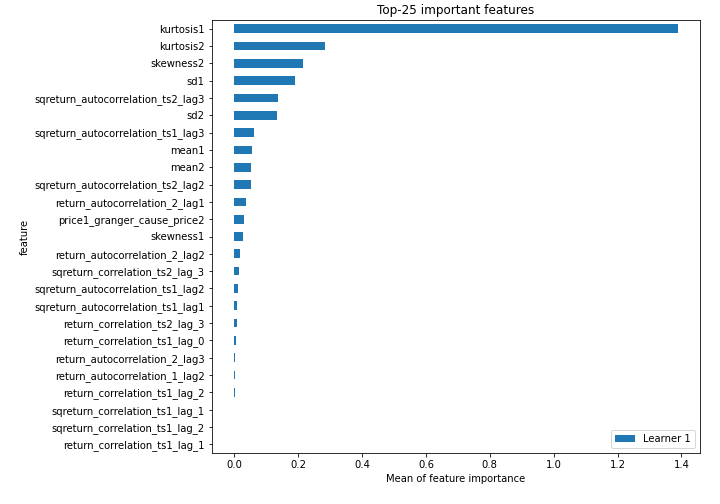 Top-25 important features
kurtosis1
kurtosis2
skewness2
sd1
sqreturn_autocorrelation_ts2_lag3
sd2
sqreturn_autocorrelation_ts1_lag3
mean1
mean2
sqreturn_autocorrelation_ts2_lag2
return_autocorrelation_2_lag1
price1_granger_cause_price2
skewness1
return_autocorrelation_2_lag2
sqreturn_correlation_ts2_lag_3
sqreturn_autocorrelation_ts1_lag2
sqreturn_autocorrelation_ts1_lag1
return_correlation_ts2_lag_3
return_correlation_ts1_lag_0
return_autocorrelation_2_lag3
return_autocorrelation_1_lag2
return_correlation_ts1_lag_2
sqreturn_correlation_ts1_lag_1
sqreturn_correlation_ts1_lag_2
return_correlation_ts1_lag_1
feature
Learner 1
0.0 0.2 0.4 0.6 0.8 1.0 1.2 1.4
Mean of feature importance